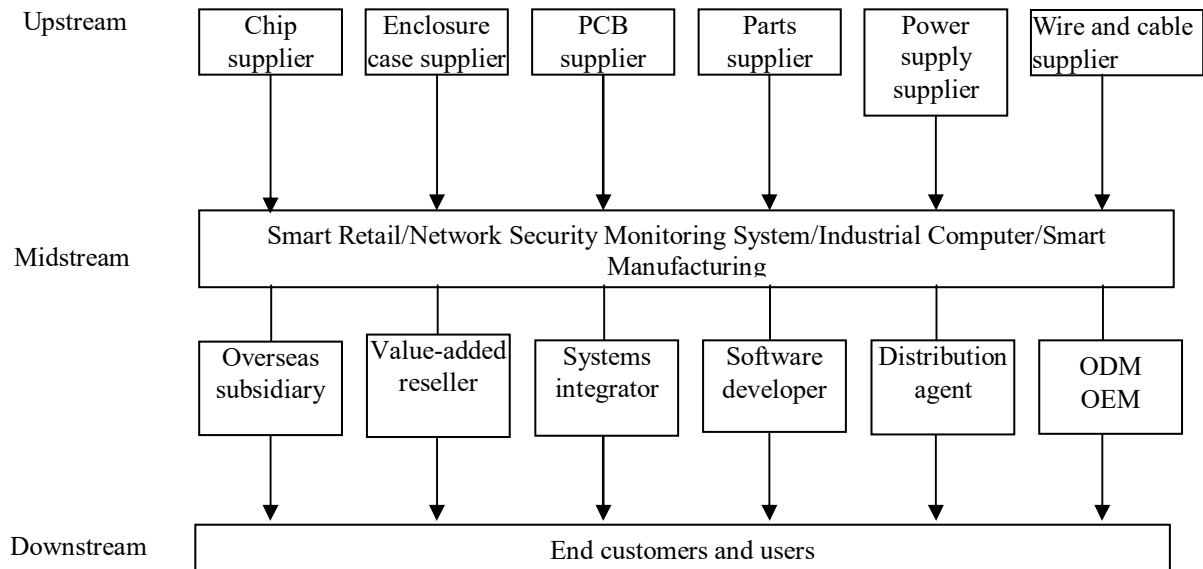 Upstream
Chip
supplier
Enclosure
case supplier
PCB
supplier
Parts
supplier
Power
supply
supplier
Wire and cable
supplier
Midstream
Smart Retail/Network Security Monitoring System/Industrial Computer/Smart
Manufacturing
Overseas
subsidiary
Value-added
reseller
Systems
integrator
Software
developer
Distribution
agent
ODM
OEM
Downstream
End customers and users